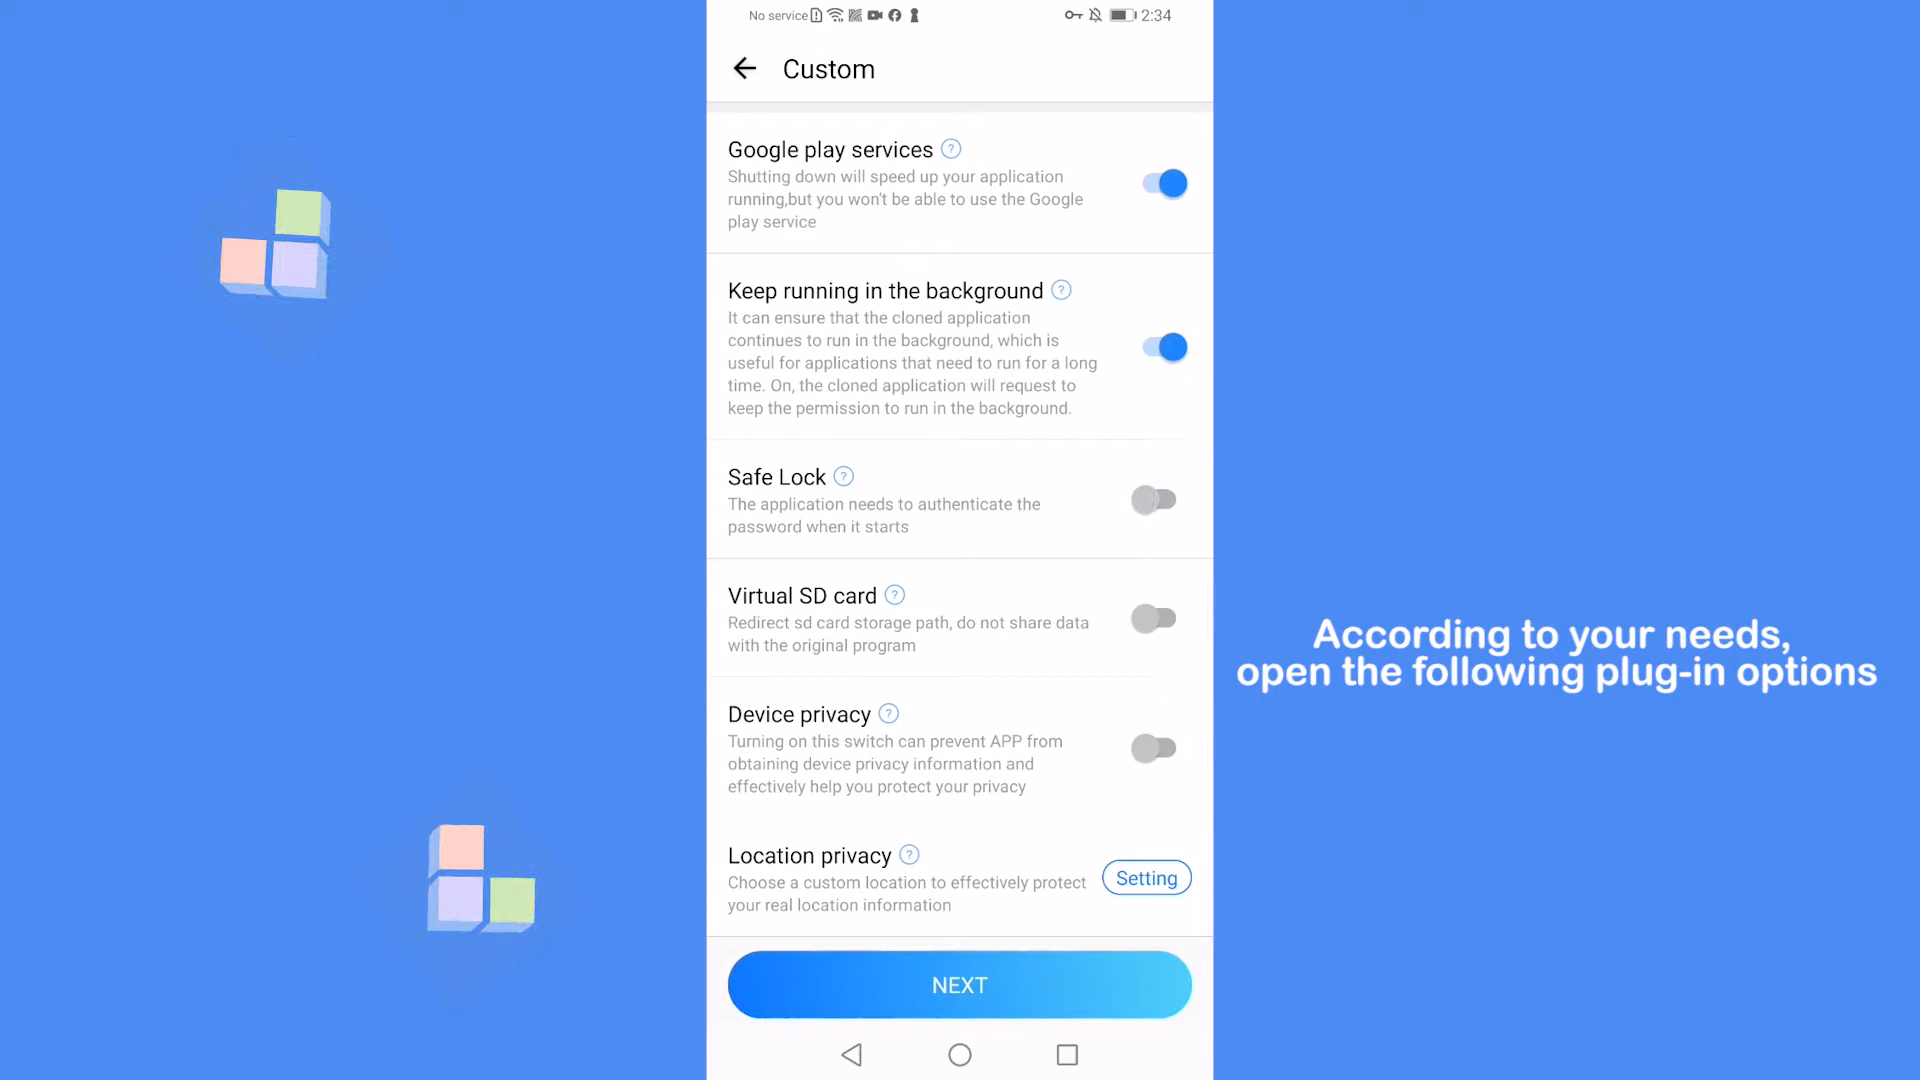 No service 2:34
Custom
Google play services ?
Shutting down will speed up your application
running,but you won't be able to use the Google
play service
Keep running in the background ?
It can ensure that the cloned application
continues to run in the background, which is
useful for applications that need to run for a long
time. On, the cloned application will request to
keep the permission to run in the background.
Safe Lock ?
The application needs to authenticate the
password when it starts
Virtual SD card ?
Redirect sd card storage path, do not share data
with the original program
Device privacy ?
Turning on this switch can prevent APP from
obtaining device privacy information and
effectively help you protect your privacy
Location privacy ?
Choose a custom location to effectively protect
your real location information
Setting
NEXT
According to your needs,
open the following plug-in options